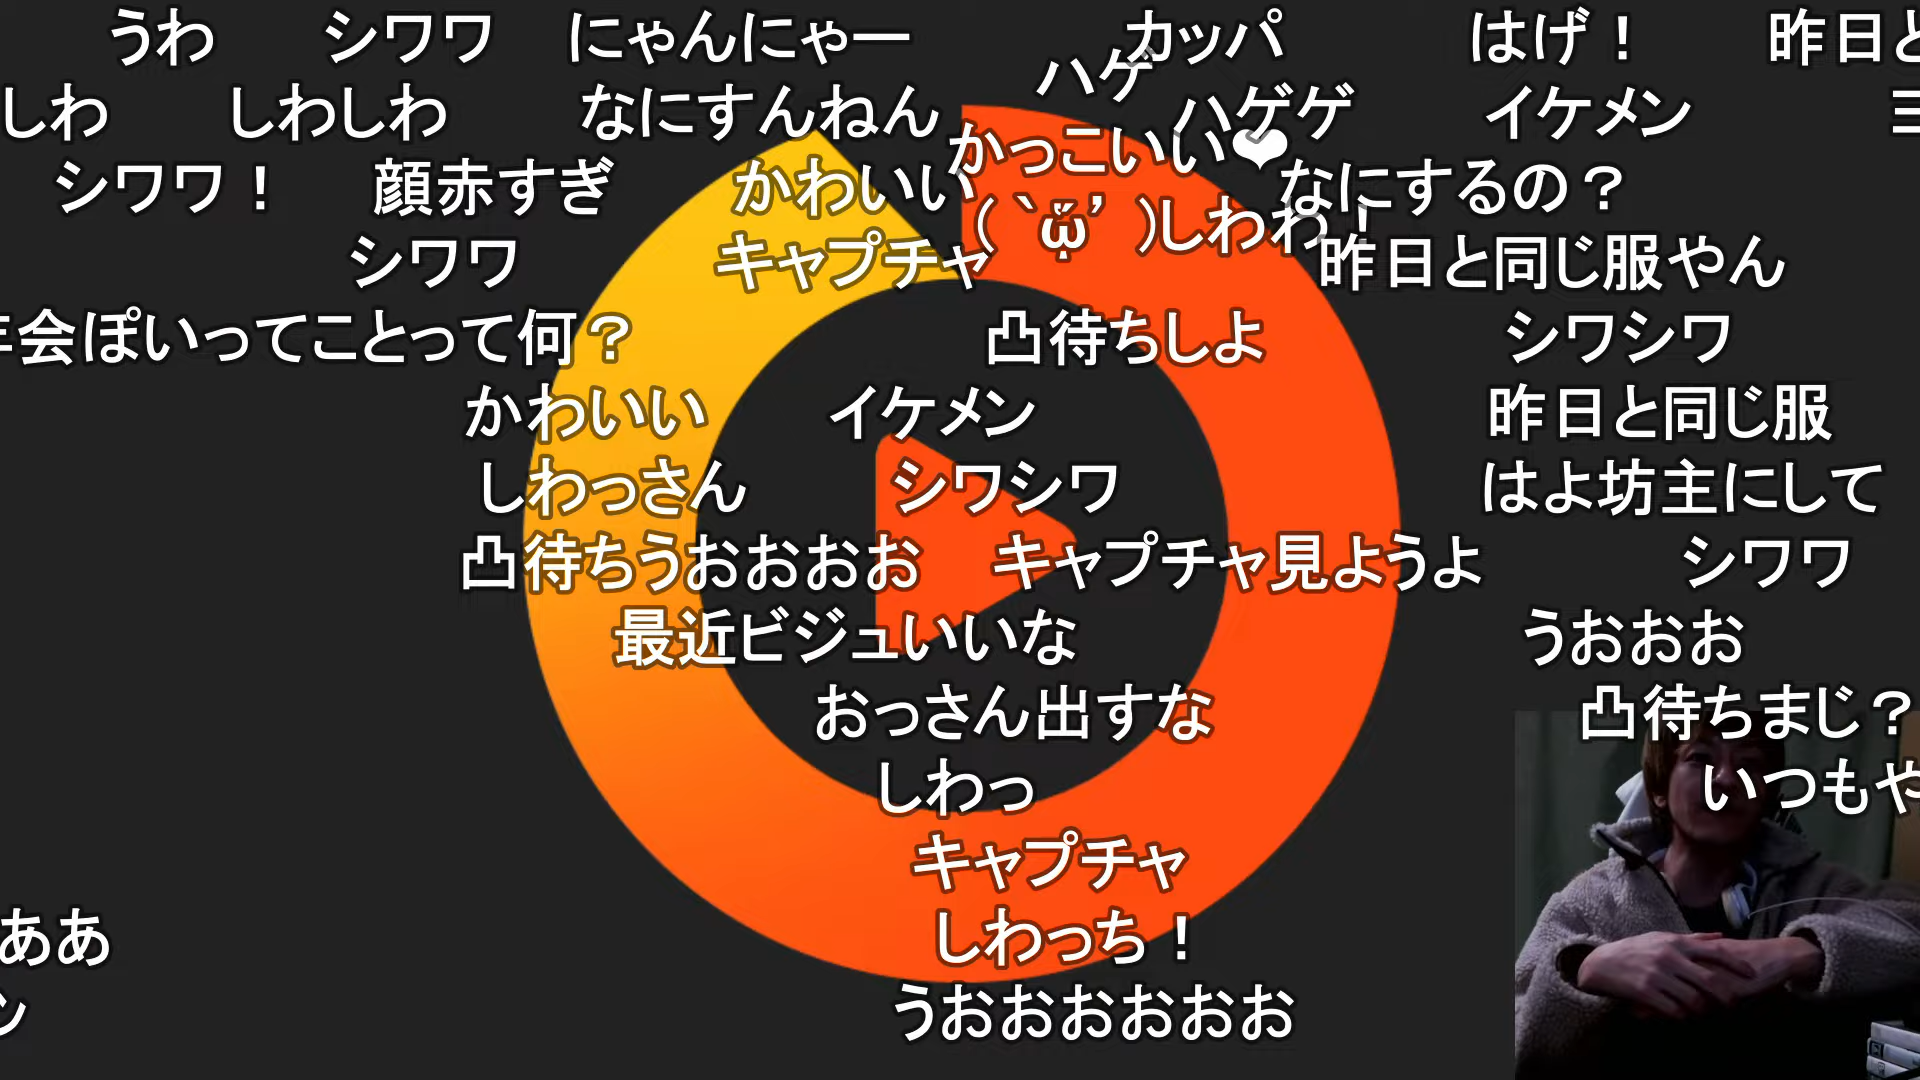 うわ シワワ にゃんにゃー カッパ はげ! 昨日と
ハゲ
しわ しわしわ なにすんねん ハゲゲ イケメン ヨ
かっこいい❤
シワワ! 顔赤すぎ かわいい なにするの?
(｀ὤ’)しわわ!
シワワ キャプチャ 昨日と同じ服やん
会ぽいってことって何? 凸待ちしよ シワシワ
かわいい イケメン 昨日と同じ服
しわっさん シワシワ はよ坊主にして
凸待ちうおおおお キャプチャ見ようよ シワワ
最近ビジュいいな うおおお
おっさん出すな 凸待ちまじ?
しわっ いつもや
キャプチャ
ああ しわっち!
ン うおおおおおお